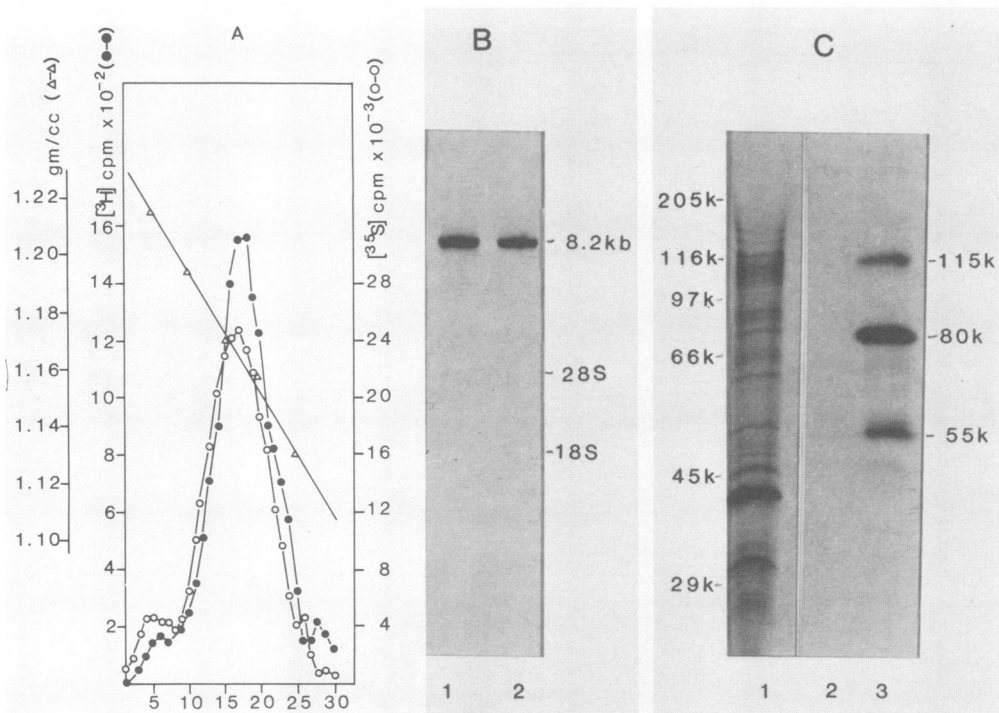 A
B
C
gm/cc (Δ-Δ)
[³H] cpm x10⁻²(●-●)
[³⁵S] cpm x10⁻³(o-o)
1.22
1.20
1.18
1.16
1.14
1.12
1.10
16
14
12
10
8
6
4
2
28
24
20
16
12
8
4
5
10
15
20
25
30
-8.2kb
-28S
-18S
1
2
205k-
116k-
97k-
66k-
45k-
29k-
-115k
-80k
-55k
1
2
3